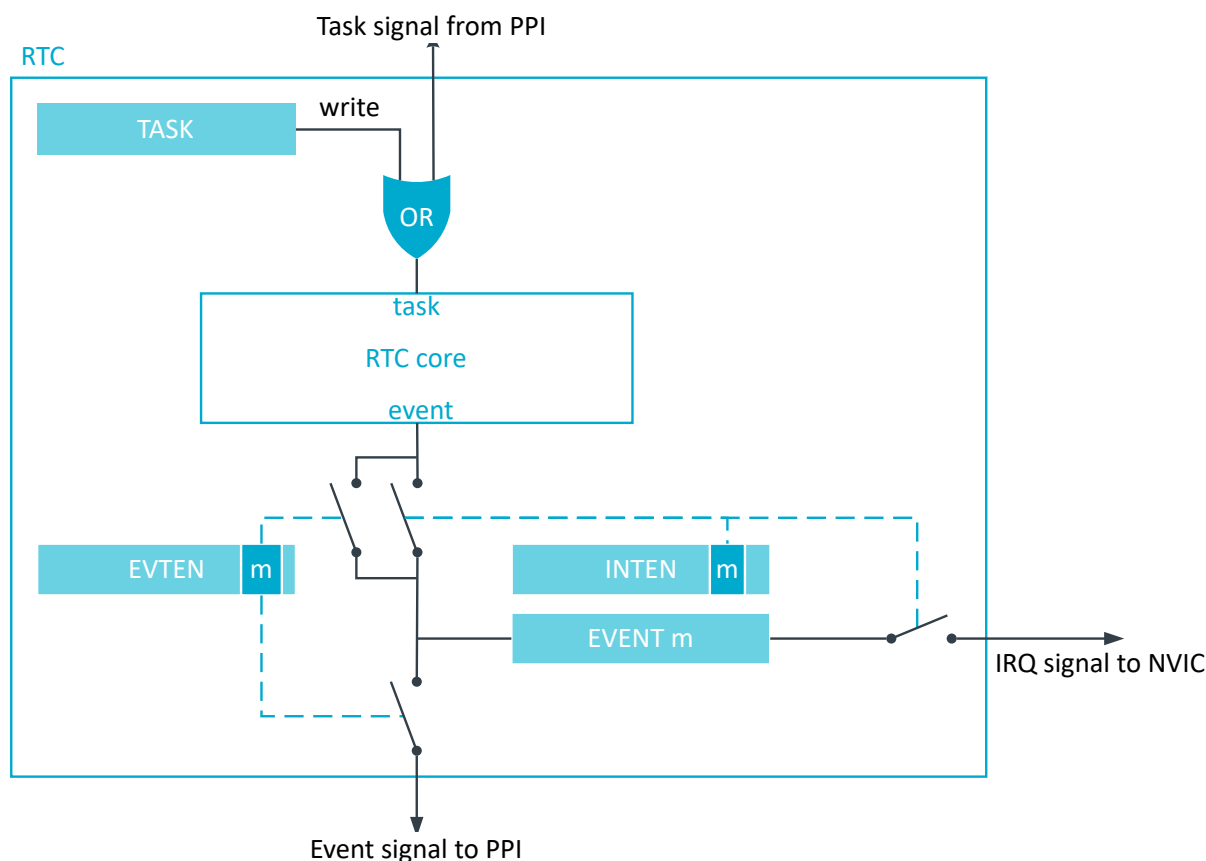 Task signal from PPI
RTC
write
TASK
OR
task
RTC core
event
EVTEN
m
INTEN
m
EVENT m
IRQ signal to NVIC
Event signal to PPI